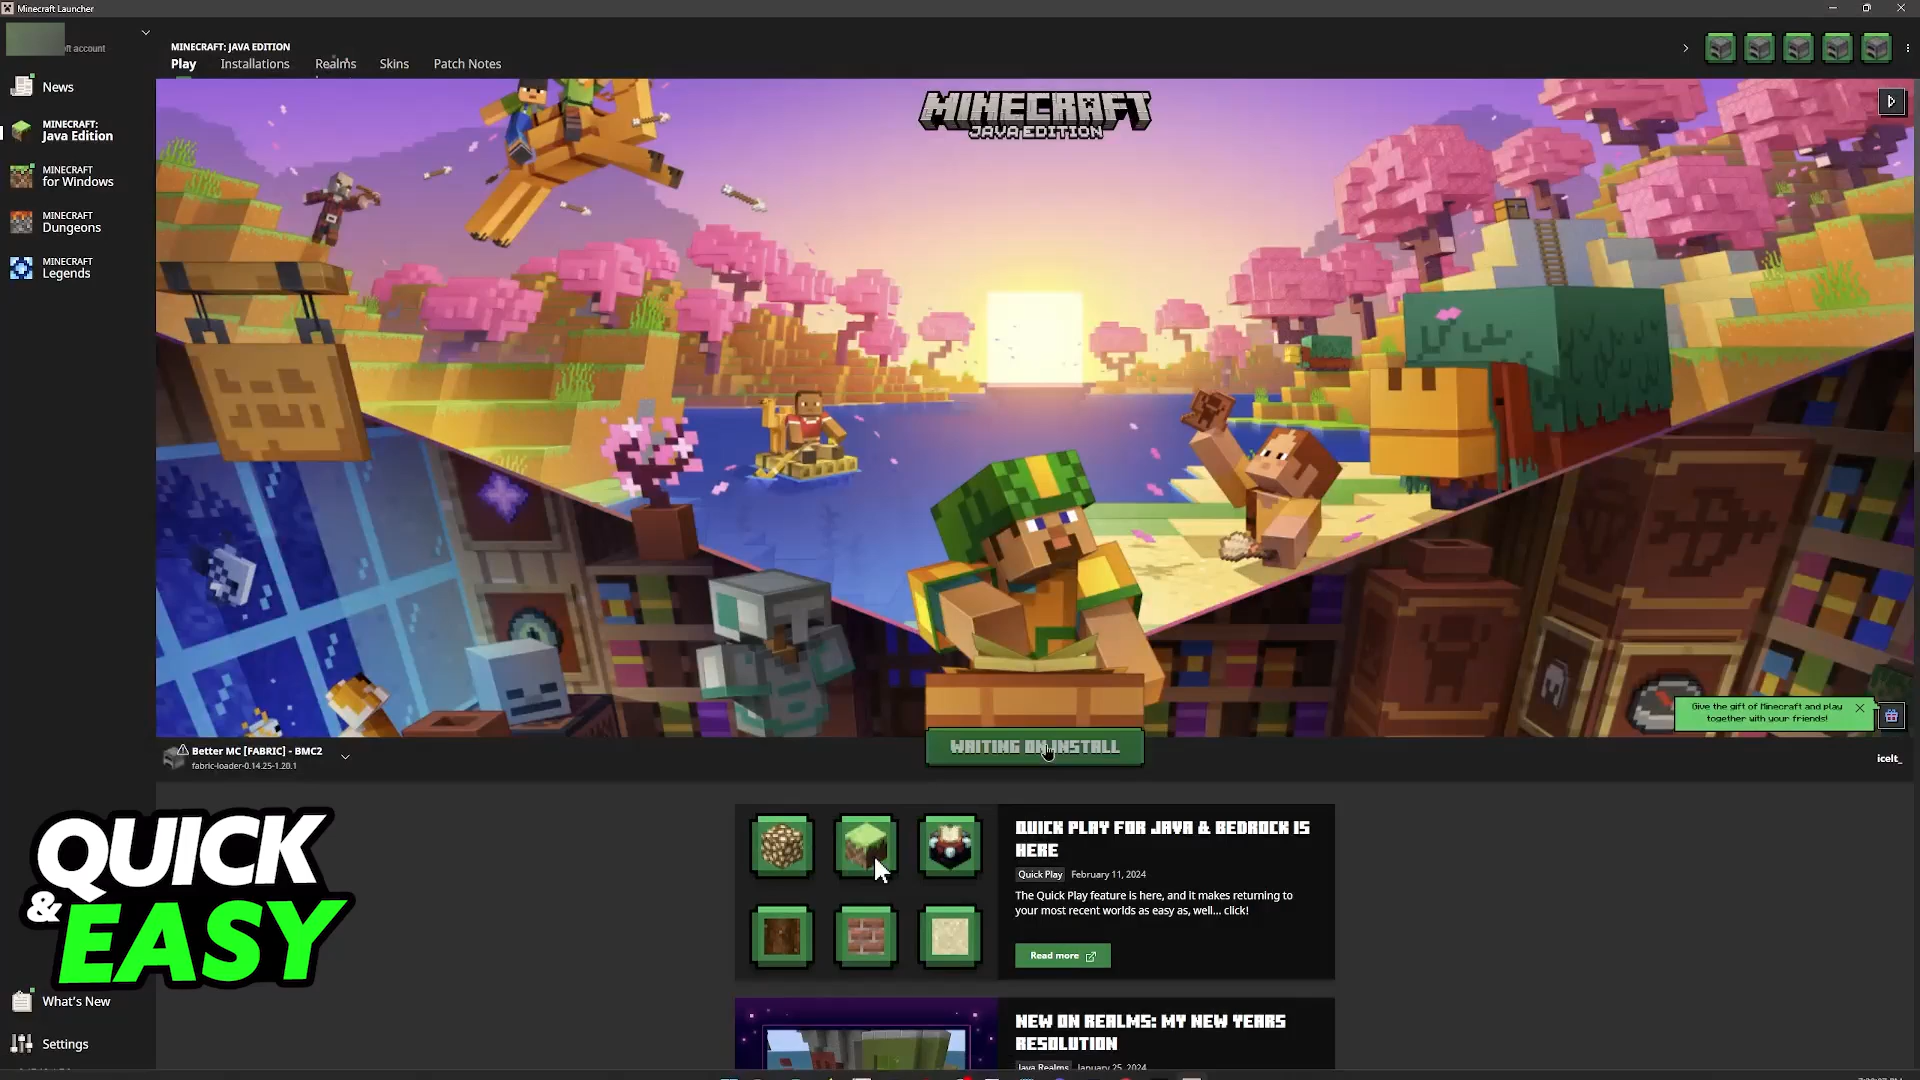 Minecraft Launcher
ft account
News
MINECRAFT:
Java Edition
MINECRAFT
for Windows
MINECRAFT
Dungeons
MINECRAFT
Legends
MINECRAFT: JAVA EDITION
Play
Installations
Realms
Skins
Patch Notes
MINECRAFT
JAVA EDITION
Give the gift of Minecraft and play
together with your friends!
Better MC [FABRIC] - BMC2
fabric-loader-0.14.25-1.20.1
WAITING ON INSTALL
icelt_
QUICK
& EASY
QUICK PLAY FOR JAVA & BEDROCK IS
HERE
Quick Play February 11, 2024
The Quick Play feature is here, and it makes returning to
your most recent worlds as easy as, well... click!
Read more
NEW ON REALMS: MY NEW YEARS
RESOLUTION
Java Realms January 25, 2024
What's New
Settings